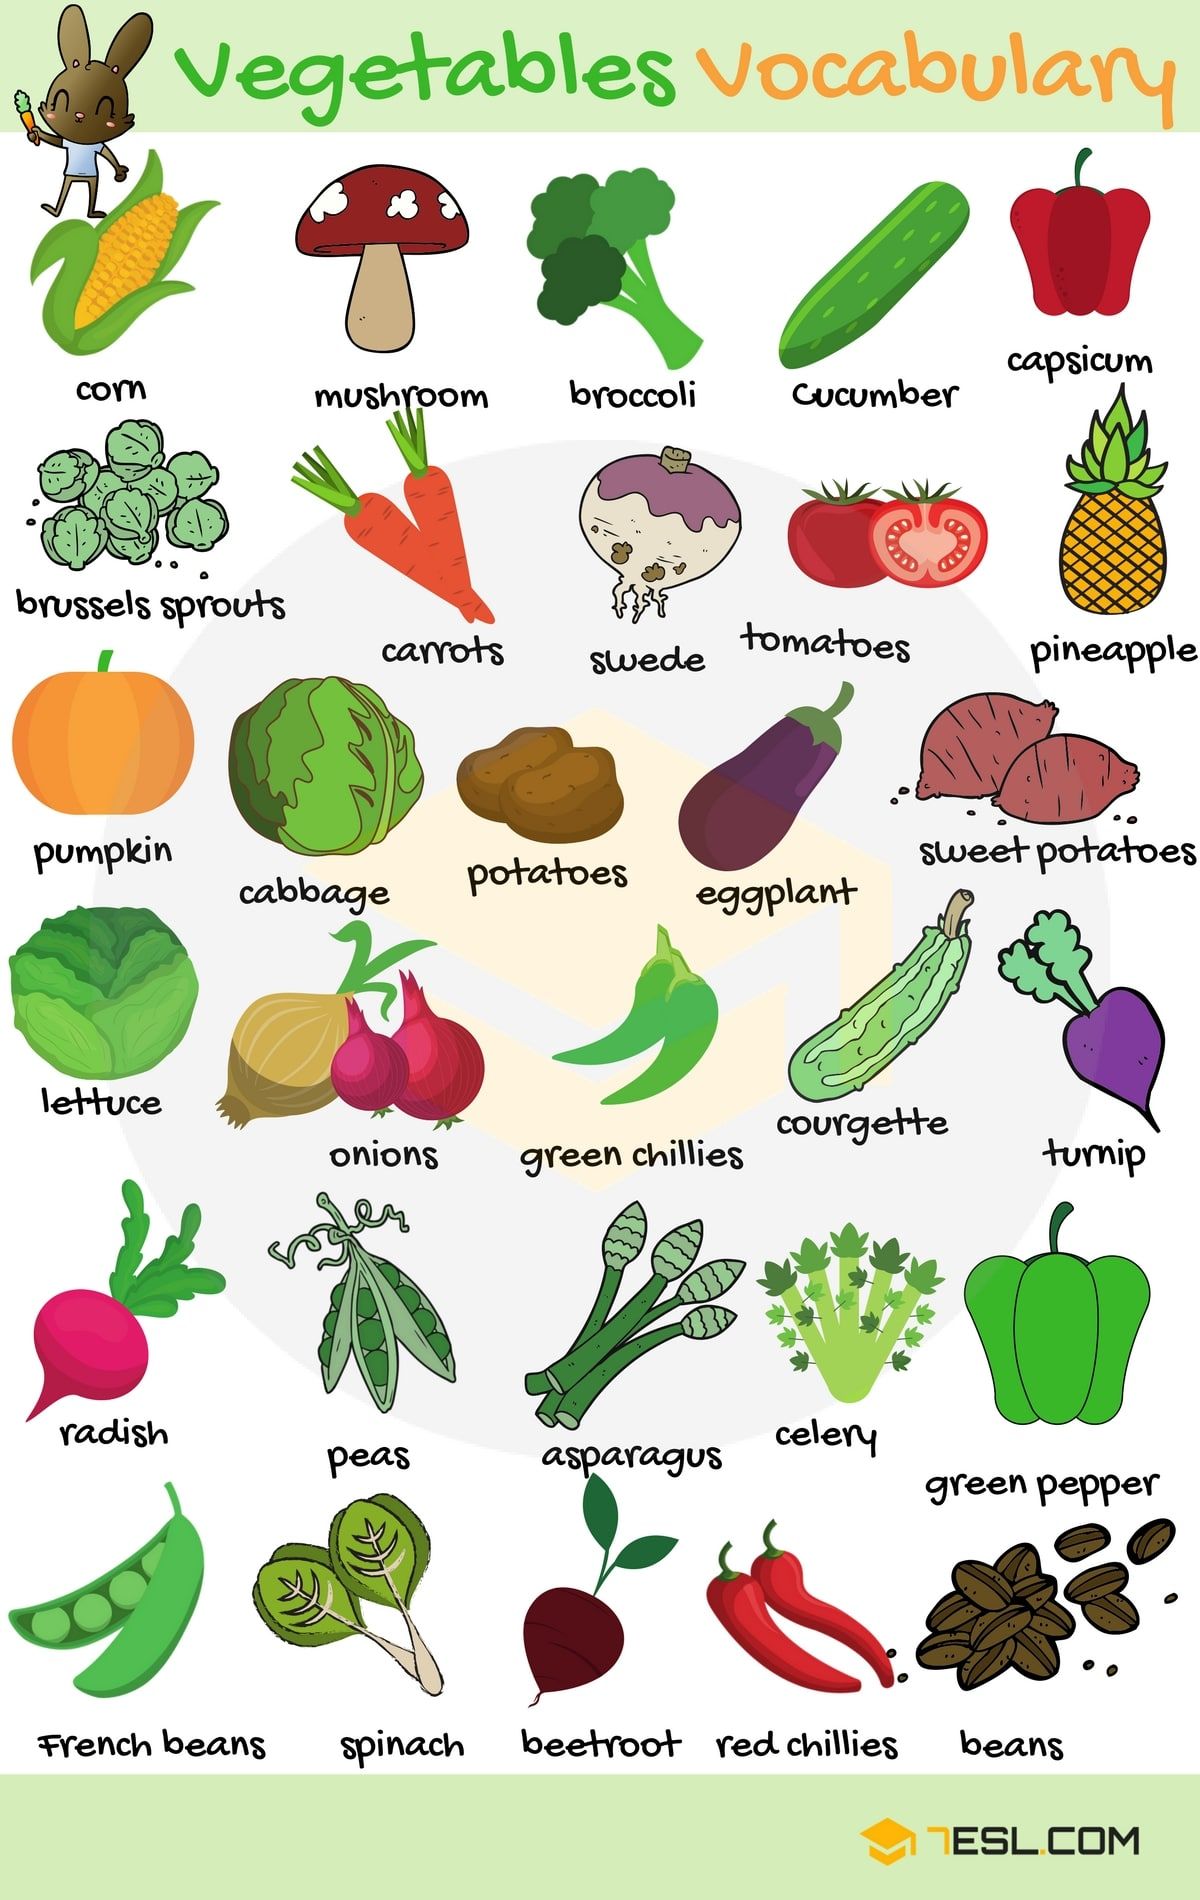 Vegetables Vocabulary
corn
mushroom
broccoli
Cucumber
capsicum
brussels sprouts
carrots
swede
tomatoes
pineapple
pumpkin
cabbage
potatoes
eggplant
sweet potatoes
lettuce
onions
green chillies
courgette
turnip
radish
peas
asparagus
celery
green pepper
French beans
spinach
beetroot
red chillies
beans
7ESL.COM